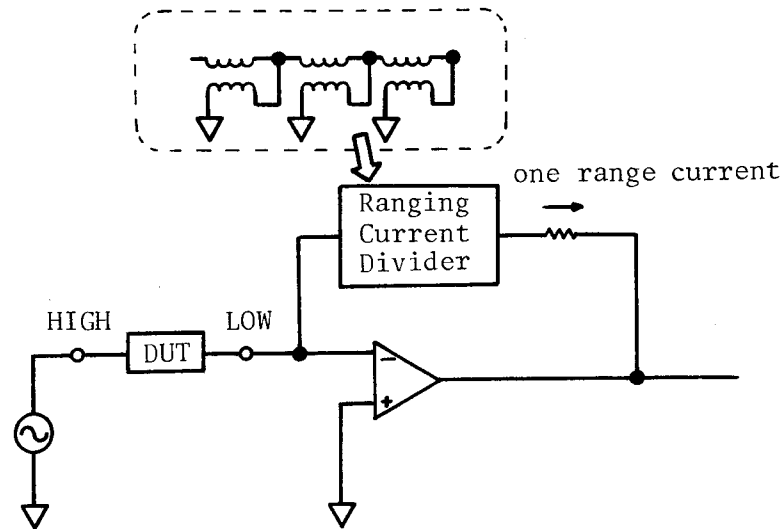 one range current
Ranging
Current
Divider
HIGH
LOW
DUT
−
+